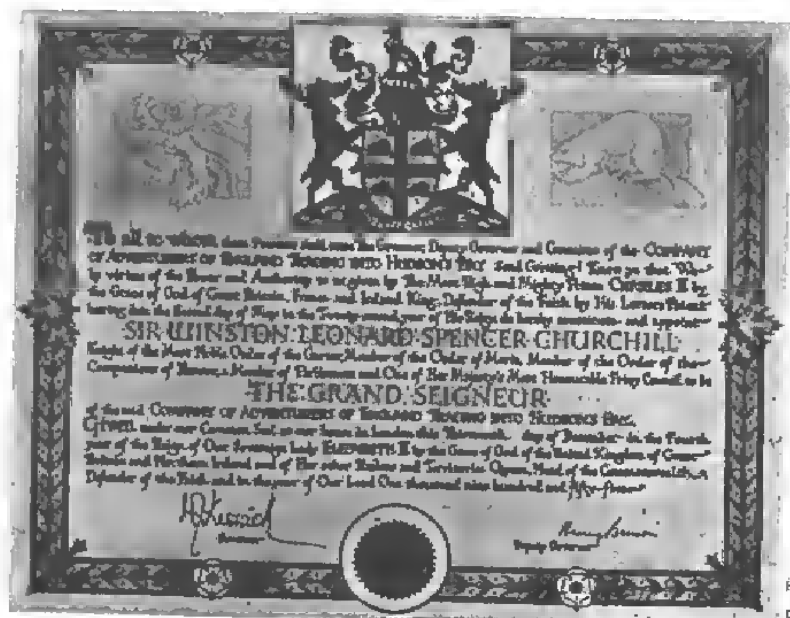 To all to whom these Presents shall come the Governor, Deputy Governor and Committee of the COMPANY
OF ADVENTURERS OF ENGLAND TRADING INTO HUDSON'S BAY Send Greeting! Know ye that We
by virtue of the Power and Authority to us given by The Most High and Mighty Prince CHARLES II by
the Grace of God of Great Britain, France and Ireland, King, Defender of the Faith by His Letters Patent
bearing date the Second day of May in the Twenty-second year of His Reign do hereby constitute and appoint
SIR WINSTON LEONARD SPENCER CHURCHILL
Knight of the Most Noble Order of the Garter, Member of the Order of Merit, Member of the Order of the
Companions of Honour, a Member of Parliament and One of Her Majesty's Most Honourable Privy Council, to be
THE GRAND SEIGNEUR
of the said COMPANY OF ADVENTURERS OF ENGLAND TRADING INTO HUDSON'S BAY.
GIVEN under our Common Seal at our house in London this day of December in the Fourth
year of the Reign of Our Sovereign Lady ELIZABETH II by the Grace of God of the United Kingdom of Great
Britain and Northern Ireland and of Her other Realms and Territories Queen, Head of the Commonwealth,
Defender of the Faith and in the year of Our Lord One thousand nine hundred and fifty-
Governor
Deputy Governor